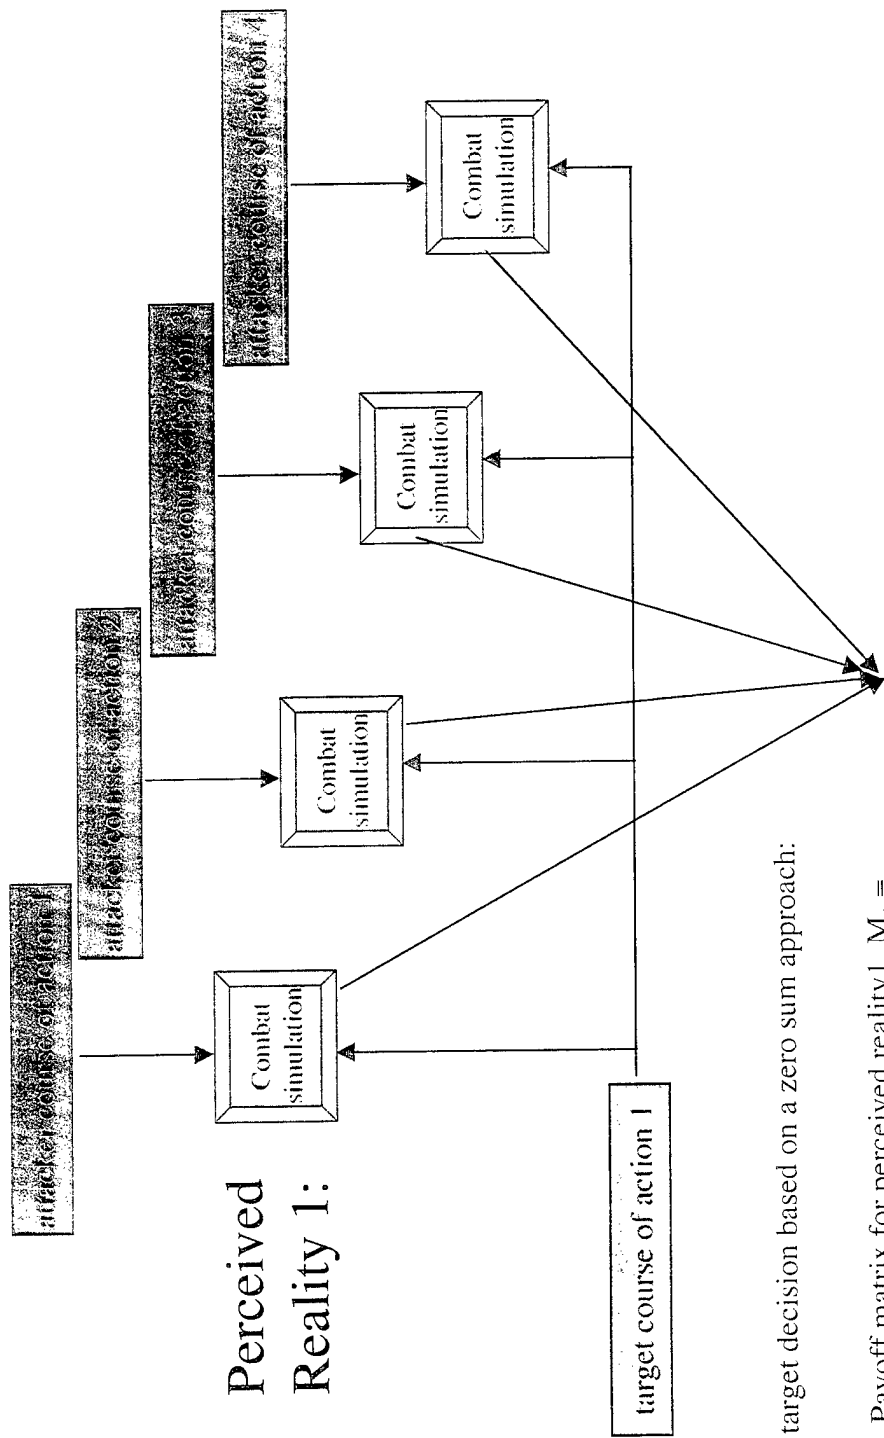 attacker course of action 1
attacker course of action 2
attacker course of action 3
attacker course of action 4
Perceived
Reality 1:
Combat
simulation
Combat
simulation
Combat
simulation
Combat
simulation
target course of action 1
target decision based on a zero sum approach:
Payoff matrix for perceived reality1 M₁ =